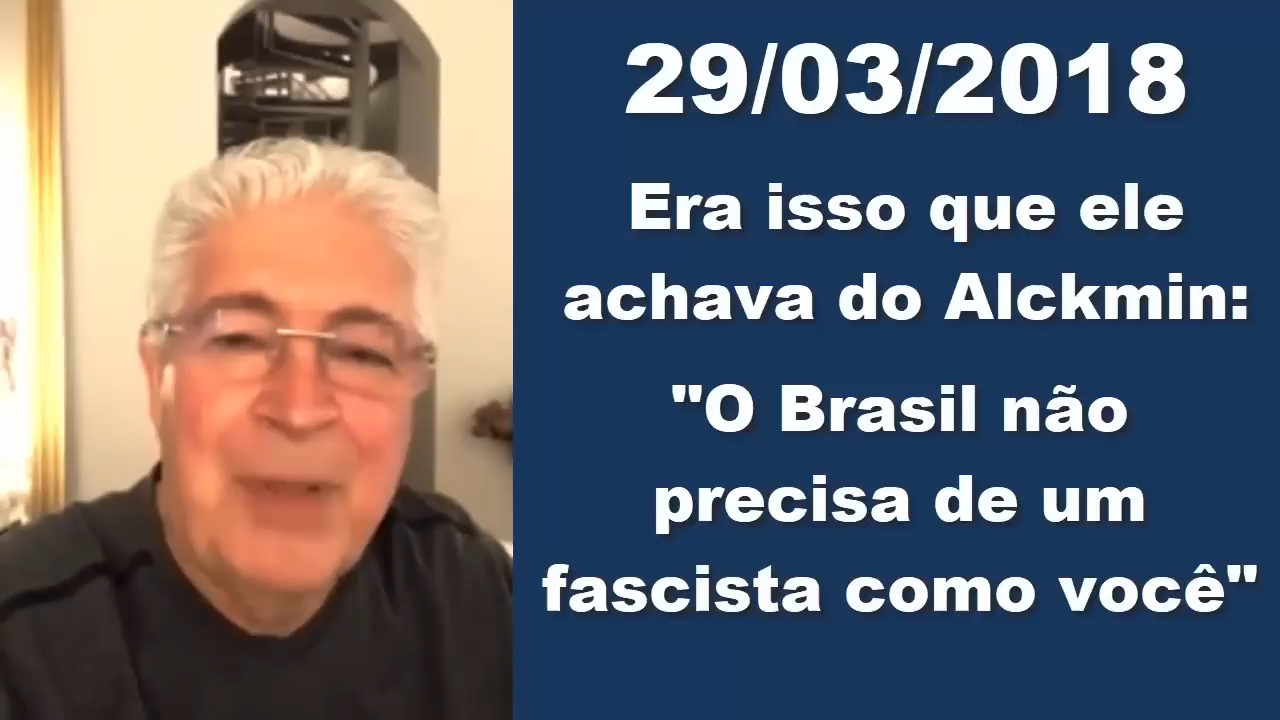 29/03/2018
Era isso que ele
achava do Alckmin:
"O Brasil não
precisa de um
fascista como você"